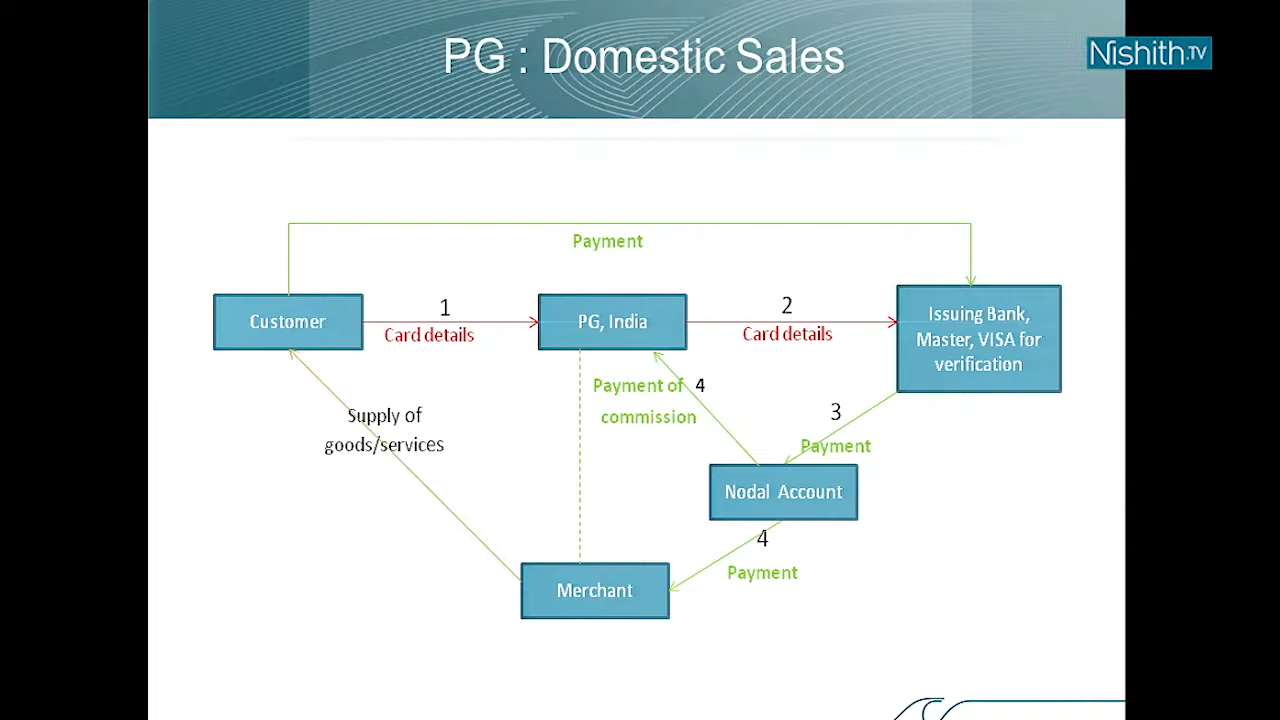 PG : Domestic Sales
Nishith.TV
Payment
Customer
1
Card details
PG, India
2
Card details
Issuing Bank,
Master, VISA for
verification
Payment of 4
commission
3
Payment
Supply of
goods/services
Nodal Account
4
Payment
Merchant